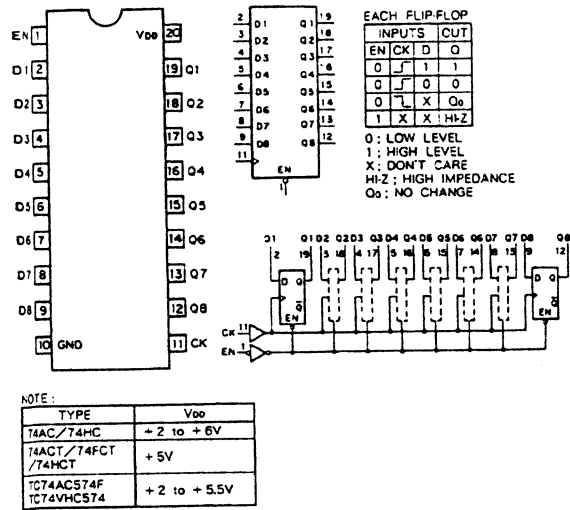 EN 1 VDD 20
D1 2 19 Q1
D2 3 18 Q2
D3 4 17 Q3
D4 5 16 Q4
D5 6 15 Q5
D6 7 14 Q6
D7 8 13 Q7
D8 9 12 Q8
10 GND 11 CK
2 D1 Q1 19
3 D2 Q2 18
4 D3 Q3 17
5 D4 Q4 16
6 D5 Q5 15
7 D6 Q6 14
8 D7 Q7 13
9 D8 Q8 12
11
EN
1
EACH FLIP-FLOP
INPUTS OUT
EN CK D Q
0 1 1
0 0 0
0 X Qo
1 X X HI-Z
0 ; LOW LEVEL
1 ; HIGH LEVEL
X ; DON'T CARE
HI-Z ; HIGH IMPEDANCE
Qo ; NO CHANGE
D1 Q1 D2 Q2 D3 Q3 D4 Q4 D5 Q5 D6 Q6 D7 Q7 D8 Q8
2 19 3 18 4 17 5 16 6 15 7 14 8 13 9 12
D Q D Q
Q Q
EN EN
CK 11
EN 1
NOTE :
TYPE VDD
74AC/74HC + 2 to + 6V
74ACT/74FCT
/74HCT + 5V
TC74AC574F
TC74VHC574 + 2 to + 5.5V